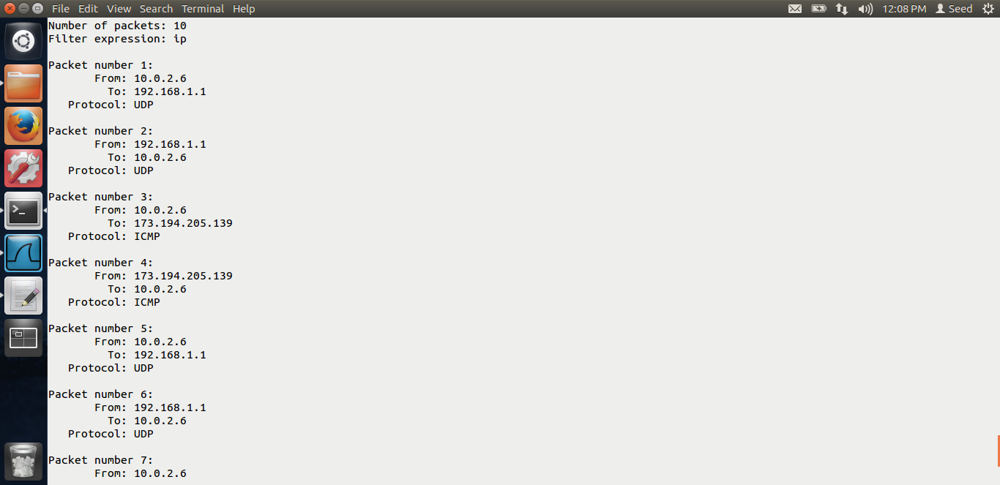 File Edit View Search Terminal Help 12:08 PM Seed
Number of packets: 10
Filter expression: ip
Packet number 1:
From: 10.0.2.6
To: 192.168.1.1
Protocol: UDP
Packet number 2:
From: 192.168.1.1
To: 10.0.2.6
Protocol: UDP
Packet number 3:
From: 10.0.2.6
To: 173.194.205.139
Protocol: ICMP
Packet number 4:
From: 173.194.205.139
To: 10.0.2.6
Protocol: ICMP
Packet number 5:
From: 10.0.2.6
To: 192.168.1.1
Protocol: UDP
Packet number 6:
From: 192.168.1.1
To: 10.0.2.6
Protocol: UDP
Packet number 7:
From: 10.0.2.6